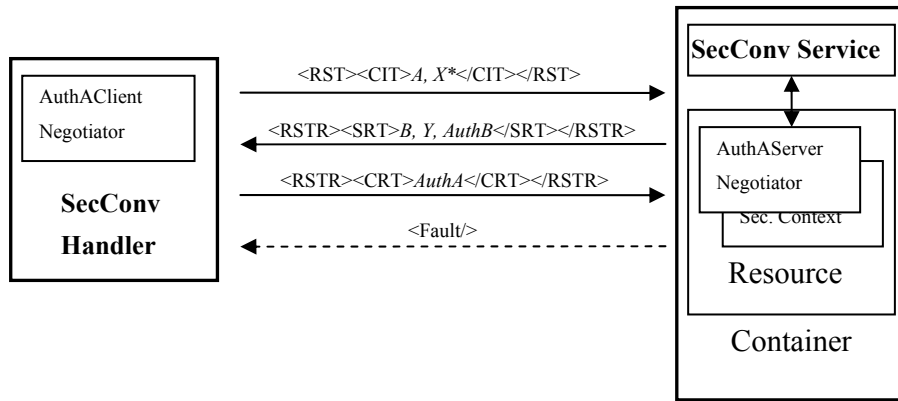 AuthAClient
Negotiator
SecConv
Handler
<RST><CIT>A, X*</CIT></RST>
<RSTR><SRT>B, Y, AuthB</SRT></RSTR>
<RSTR><CRT>AuthA</CRT></RSTR>
<Fault/>
SecConv Service
AuthAServer
Negotiator
Sec. Context
Resource
Container